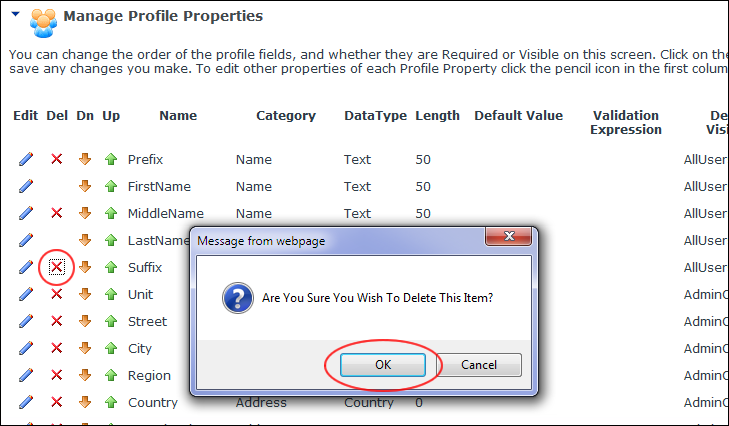 Manage Profile Properties
You can change the order of the profile fields, and whether they are Required or Visible on this screen. Click on the
save any changes you make. To edit other properties of each Profile Property click the pencil icon in the first colum
Edit Del Dn Up Name Category DataType Length Default Value Validation Expression De Visi
Prefix Name Text 50 AllUser
FirstName Name Text 50 AllUser
MiddleName Name Text 50 AllUser
LastName AllUser
Message from webpage
Suffix AllUser
Are You Sure You Wish To Delete This Item?
Unit AdminO
Street AdminO
City AdminO
OK Cancel
Region AdminO
Country Address Country 0 AdminO